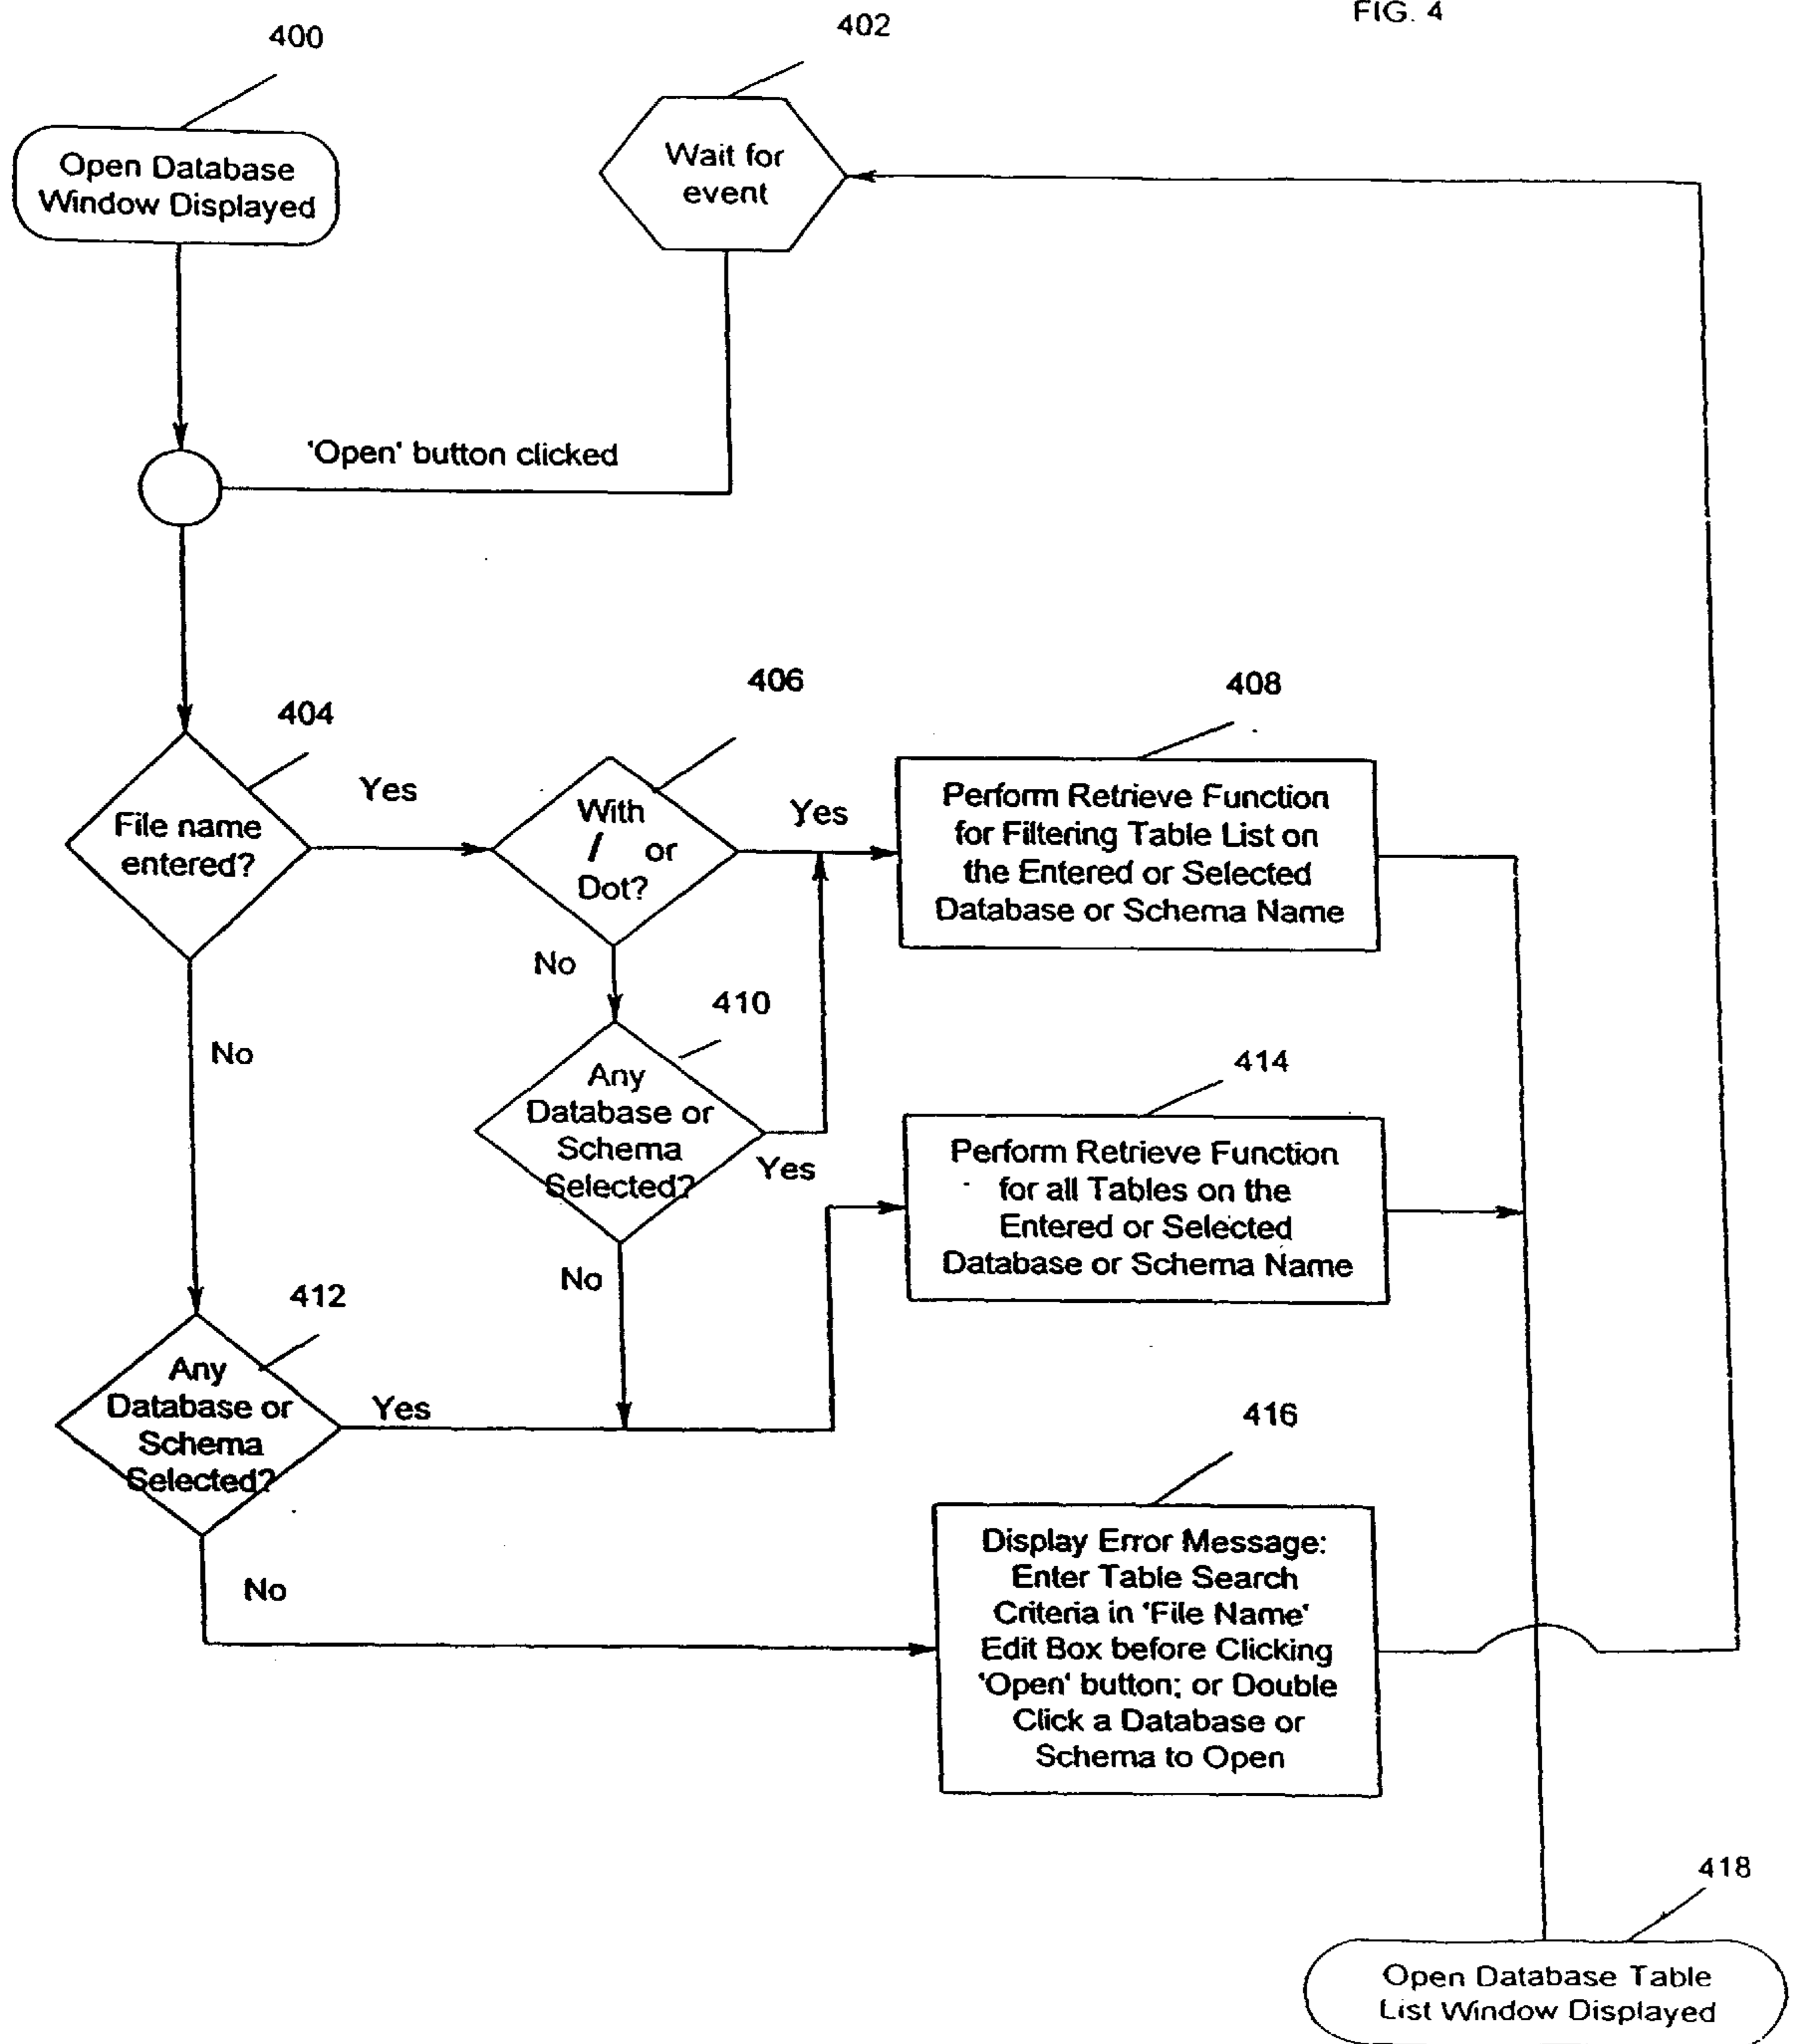 FIG. 4
400
402
Open Database
Window Displayed
Wait for
event
'Open' button clicked
404
406
408
File name
entered?
Yes
With
/ or
Dot?
Yes
Perform Retrieve Function
for Filtering Table List on
the Entered or Selected
Database or Schema Name
No
No
410
Any
Database or
Schema
Selected?
Yes
414
Perform Retrieve Function
for all Tables on the
Entered or Selected
Database or Schema Name
No
412
Any
Database or
Schema
Selected?
Yes
No
416
Display Error Message:
Enter Table Search
Criteria in 'File Name'
Edit Box before Clicking
'Open' button; or Double
Click a Database or
Schema to Open
418
Open Database Table
List Window Displayed